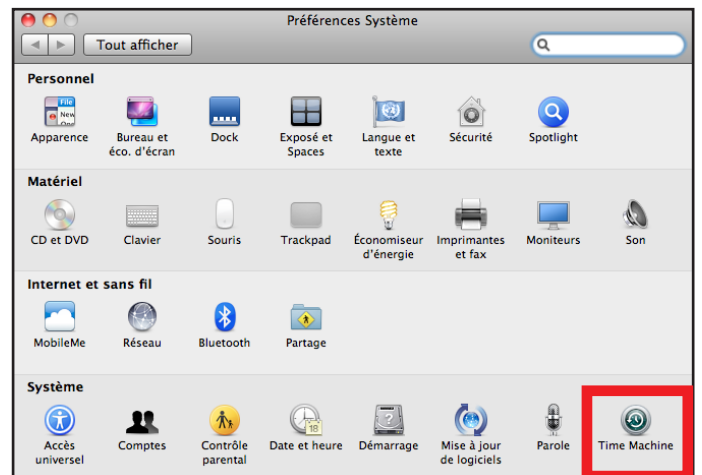 Préférences Système
Tout afficher
Personnel
File
New
Apparence
Bureau et
éco. d'écran
Dock
Exposé et
Spaces
Langue et
texte
Sécurité
Spotlight
Matériel
CD et DVD
Clavier
Souris
Trackpad
Économiseur
d'énergie
Imprimantes
et fax
Moniteurs
Son
Internet et sans fil
MobileMe
Réseau
Bluetooth
Partage
Système
18
Accès
universel
Comptes
Contrôle
parental
Date et heure
Démarrage
Mise à jour
de logiciels
Parole
Time Machine